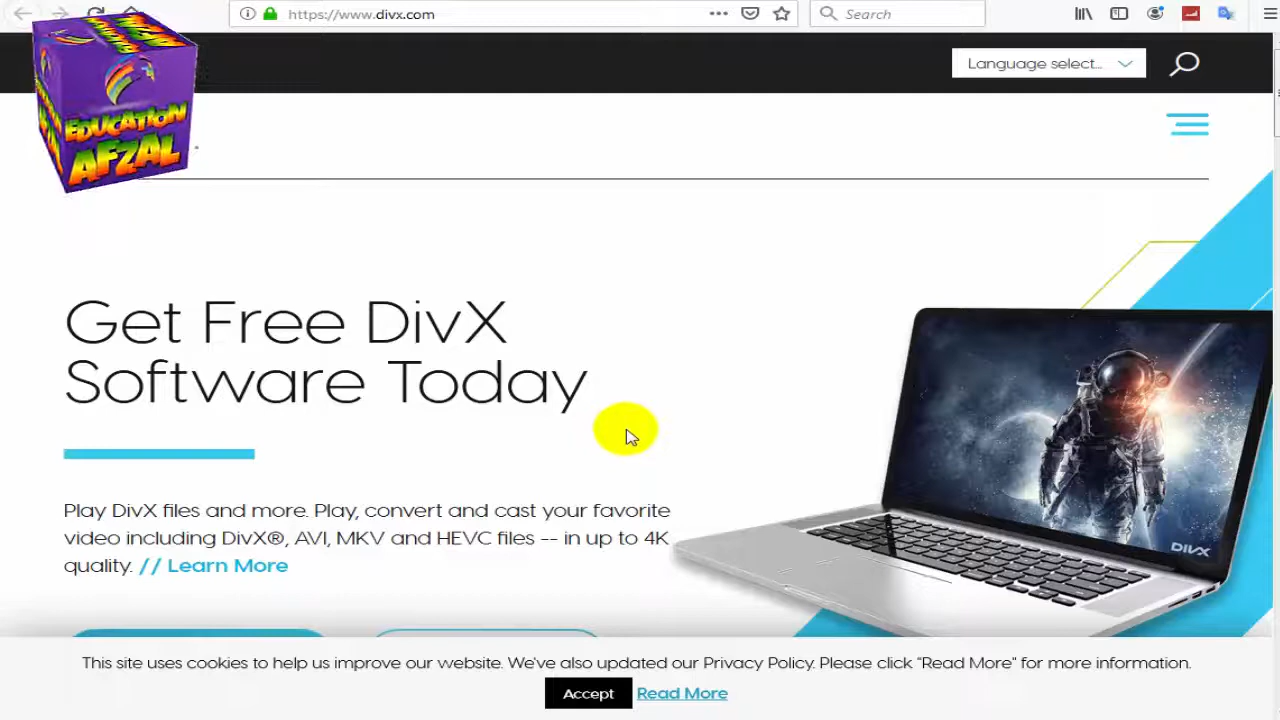 https://www.divx.com
Search
Language select...
EDUCATION
AFZAL
Get Free DivX
Software Today
Play DivX files and more. Play, convert and cast your favorite
video including DivX®, AVI, MKV and HEVC files -- in up to 4K
quality. // Learn More
DIVX
This site uses cookies to help us improve our website. We've also updated our Privacy Policy. Please click "Read More" for more information.
Accept Read More